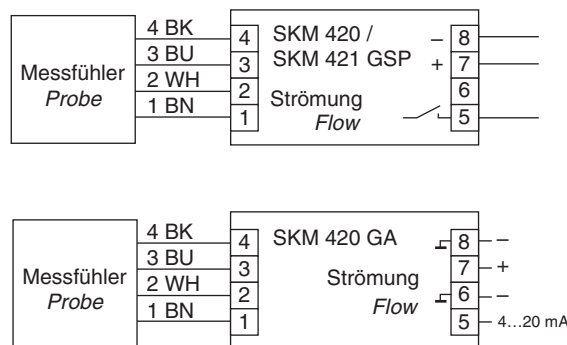 4 BK
3 BU
2 WH
1 BN
Messfühler
Probe
4
3
2
1
SKM 420 /
SKM 421 GSP
Strömung
Flow
– 8
+ 7
6
5
4 BK
3 BU
2 WH
1 BN
Messfühler
Probe
4
3
2
1
SKM 420 GA
Strömung
Flow
8 –
7 +
6 –
5 4...20 mA